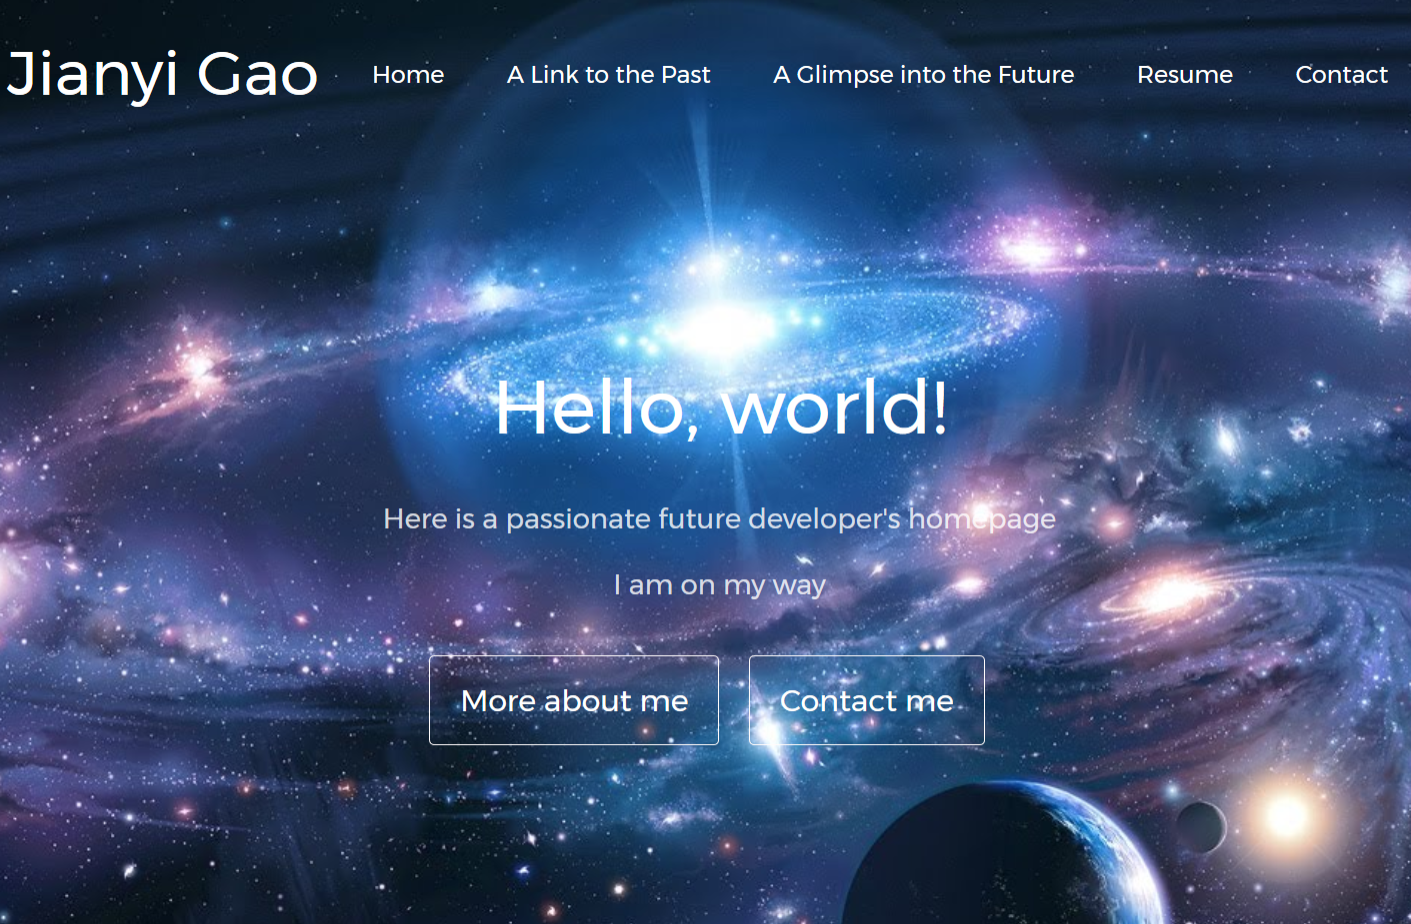 Jianyi Gao Home A Link to the Past A Glimpse into the Future Resume Contact
Hello, world!
Here is a passionate future developer's homepage
I am on my way
More about me Contact me